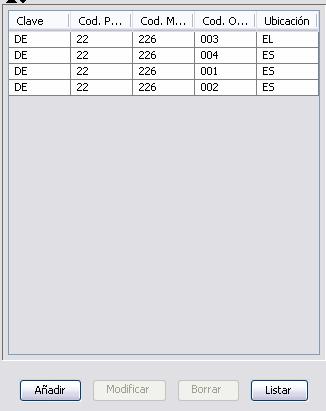 Clave Cod. P... Cod. M... Cod. O... Ubicación
DE 22 226 003 EL
DE 22 226 004 ES
DE 22 226 001 ES
DE 22 226 002 ES
Añadir Modificar Borrar Listar